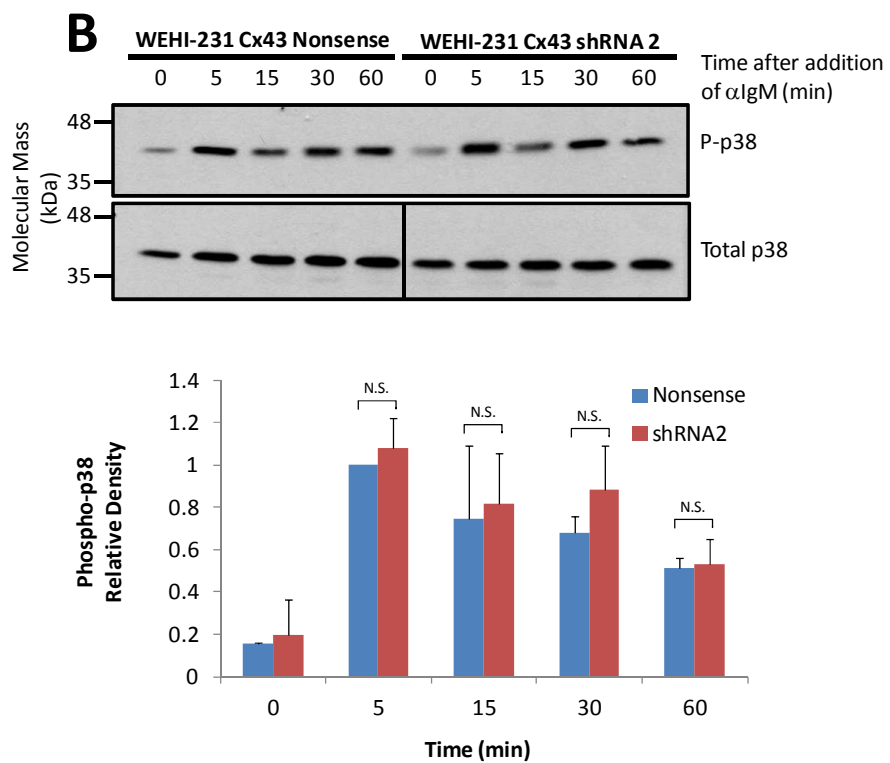 B
WEHI-231 Cx43 Nonsense WEHI-231 Cx43 shRNA 2
0 5 15 30 60 0 5 15 30 60
Time after addition
of αIgM (min)
Molecular Mass
(kDa)
48
35
P-p38
48
35
Total p38
Phospho-p38
Relative Density
1.4
1.2
1
0.8
0.6
0.4
0.2
0
N.S.
N.S.
N.S.
N.S.
Nonsense
shRNA2
0 5 15 30 60
Time (min)